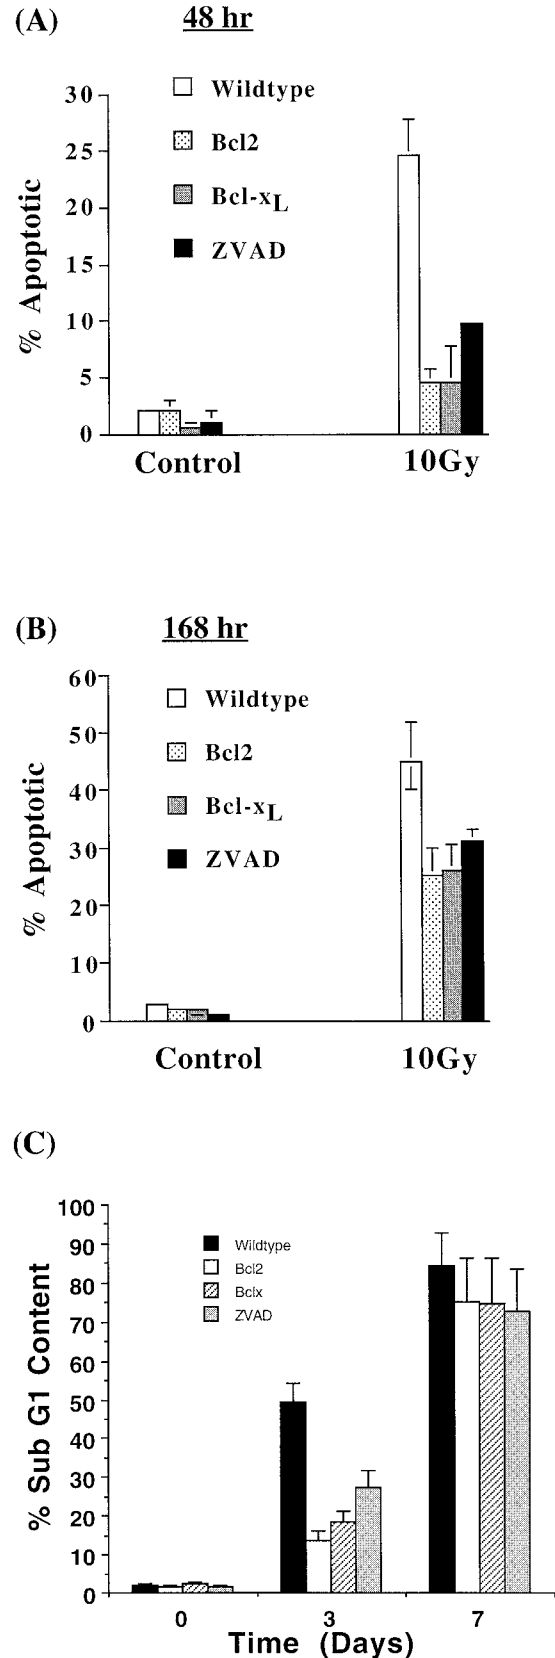 (A)
48 hr
30
25
20
15
10
5
0
% Apoptotic
Wildtype
Bcl2
Bcl-xL
ZVAD
Control
10Gy
(B)
168 hr
60
50
40
30
20
10
0
% Apoptotic
Wildtype
Bcl2
Bcl-xL
ZVAD
Control
10Gy
(C)
100
90
80
70
60
50
40
30
20
10
0
% Sub G1 Content
Wildtype
Bcl2
Bclx
ZVAD
0
3
7
Time (Days)